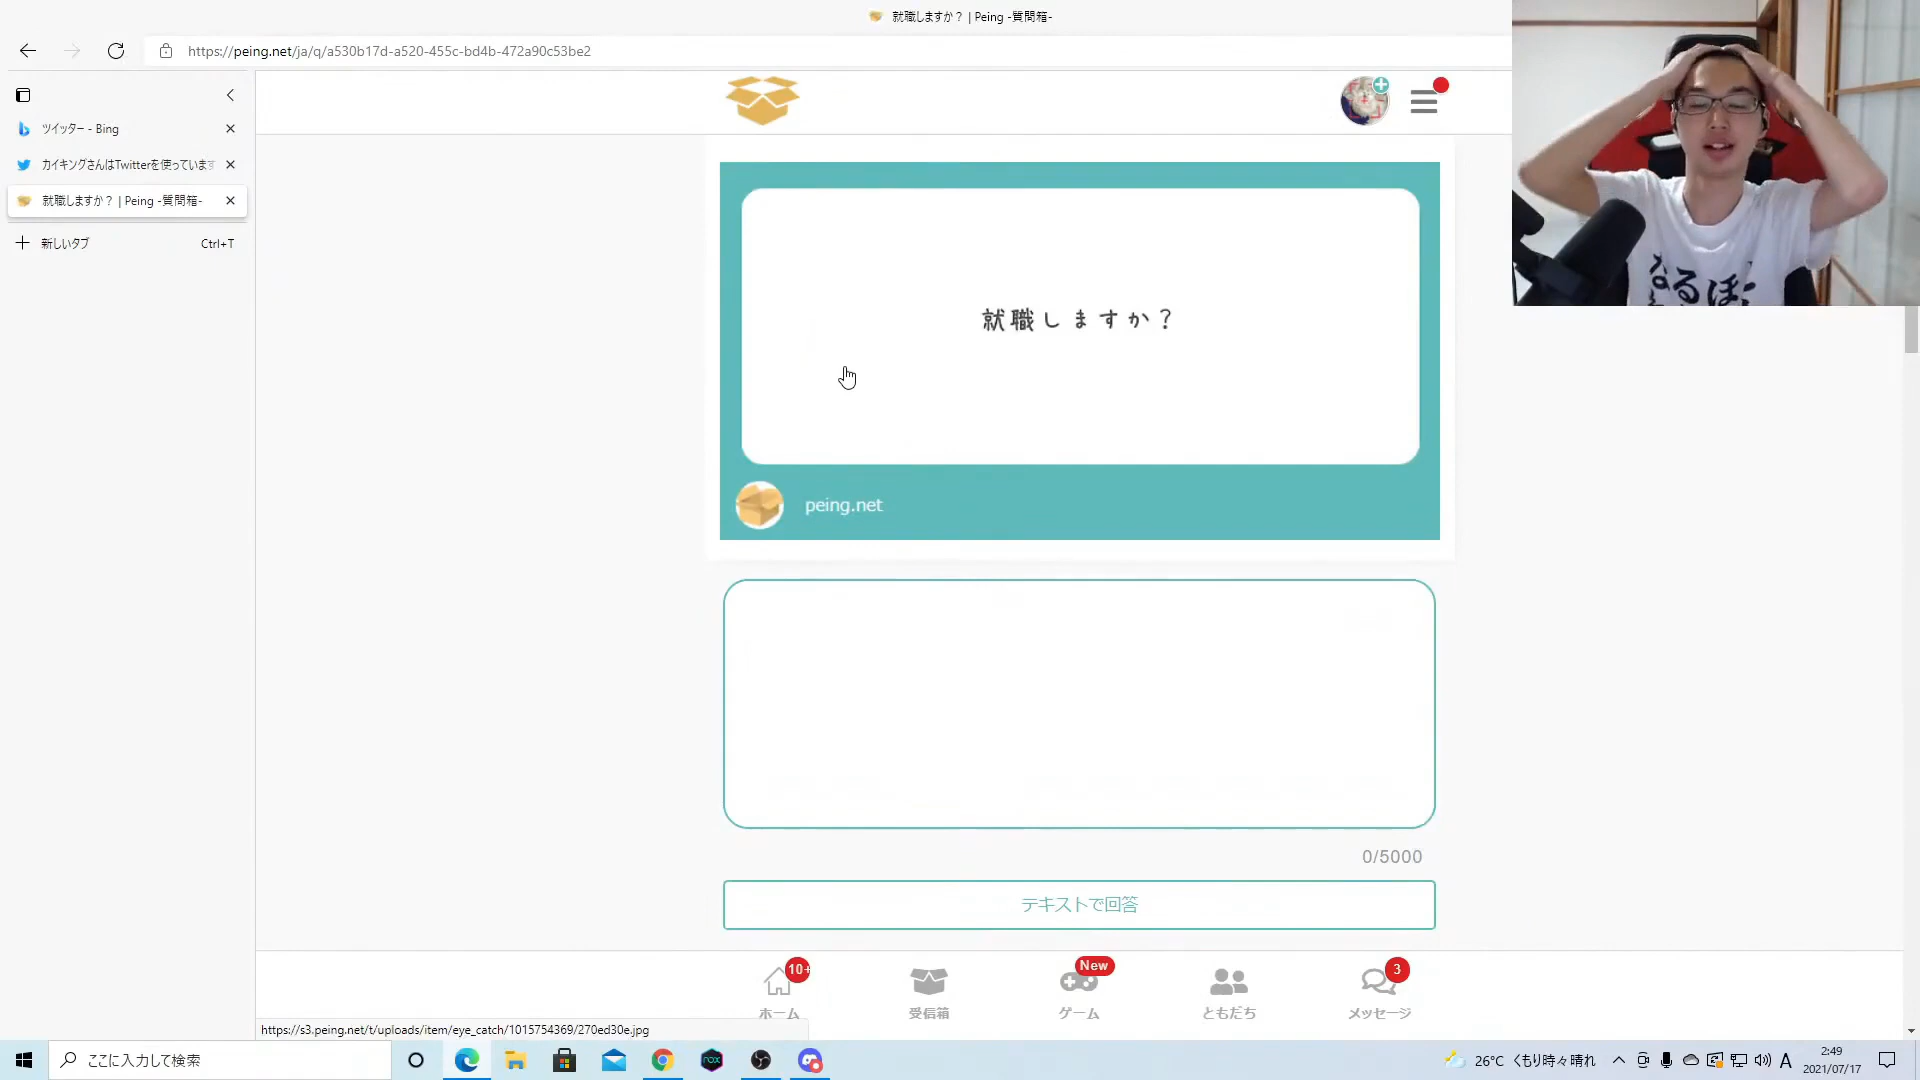 就職しますか？ | Peing -質問箱-
https://peing.net/ja/q/a530b17d-a520-455c-bd4b-472a90c53be2
ツイッター - Bing
カイキングさんはTwitterを使っています
就職しますか？ | Peing -質問箱-
新しいタブ Ctrl+T
就職しますか？
peing.net
なるほ
0/5000
テキストで回答
10+
New
3
ホーム
受信箱
ゲーム
ともだち
メッセージ
https://s3.peing.net/t/uploads/item/eye_catch/1015754369/270ed30e.jpg
ここに入力して検索
nox
26°C くもり時々晴れ
A
2:49
2021/07/17